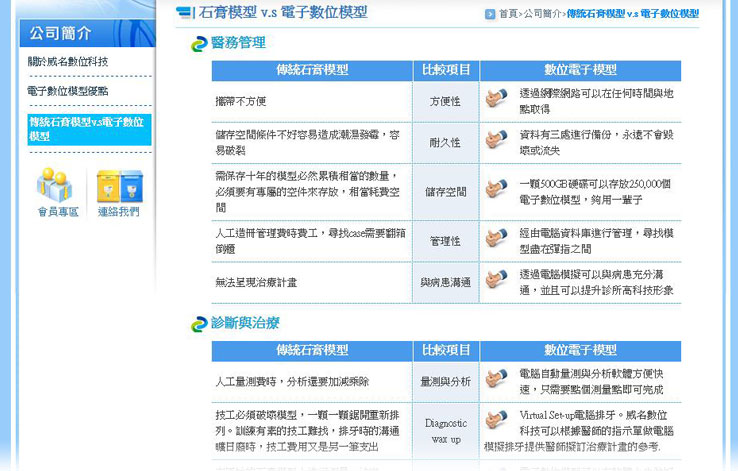 公司簡介
關於威名數位科技
電子數位模型優點
傳統石膏模型v.s電子數位
模型
會員專區
連絡我們
石膏模型 v.s 電子數位模型
首頁>公司簡介>傳統石膏模型 v.s 電子數位模型
醫務管理
傳統石膏模型 比較項目 數位電子模型
攜帶不方便
方便性
透過網際網路可以在任何時間與地
點取得
儲存空間條件不好容易造成潮濕發霉，容
易破裂
耐久性
資料有三處進行備份，永遠不會毀
壞或流失
需保存十年的模型必然累積相當的數量，
必須要有專屬的空件來存放，相當耗費空
間
儲存空間
一顆500GB硬碟可以存放250,000個
電子數位模型，夠用一輩子
人工造冊管理費時費工，尋找case需要翻箱
倒櫃
管理性
經由電腦資料庫進行管理，尋找模
型盡在彈指之間
無法呈現治療計畫
與病患溝通
透過電腦模擬可以與病患充分溝
通，並且可以提升診所高科技形象
診斷與治療
傳統石膏模型 比較項目 數位電子模型
人工量測費時，分析還要加減乘除
量測與分析
電腦自動量測與分析軟體方便快
速，只需要點個測量點即可完成
技工必須破壞模型，一顆一顆鋸開重新排
列。訓練有素的技工難找，排牙時的溝通
曠日廢時，技工費用又是另一筆支出
Diagnostic
wax up
Virtual Set-up電腦排牙。威名數位
科技可以根據醫師的指示單做電腦
模擬排牙提供醫師擬訂治療計畫的參考.